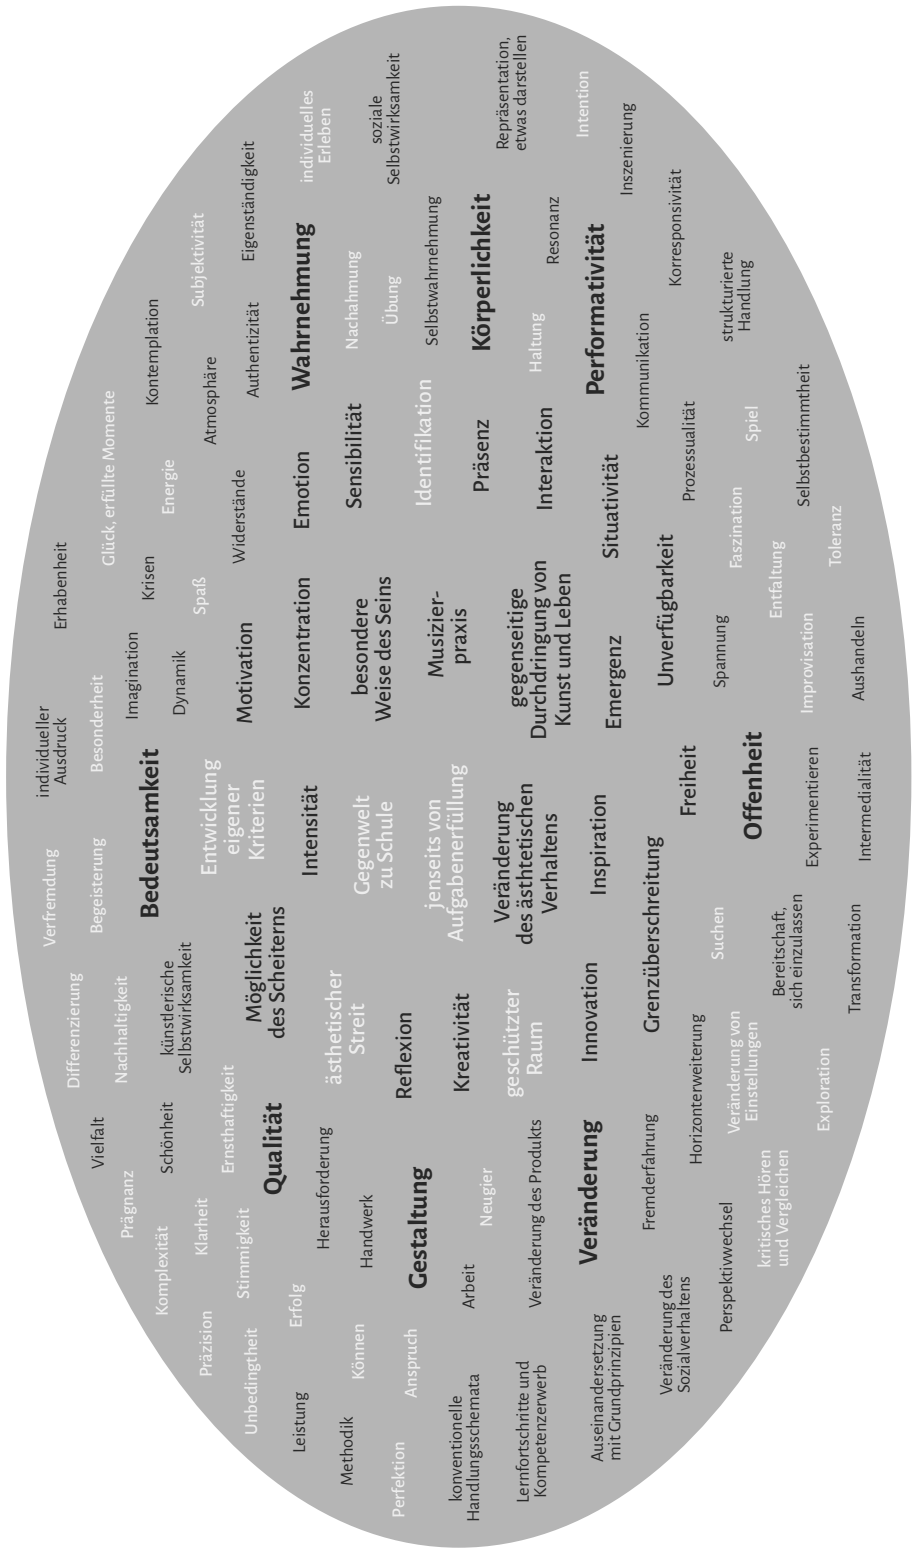 Verfremdung
individueller
Ausdruck
Erhabenheit
Differenzierung
Vielfalt
Begeisterung
Besonderheit
Glück, erfüllte Momente
Prägnanz
Nachhaltigkeit
Imagination
Bedeutsamkeit
Krisen
Kontemplation
Komplexität
Schönheit
künstlerische
Selbstwirksamkeit
Dynamik
Energie
Präzision
Klarheit
Entwicklung
eigener
Kriterien
Spaß
Atmosphäre
Subjektivität
Unbedingtheit
Stimmigkeit
Ernsthaftigkeit
Möglichkeit
des Scheiterns
Motivation
Widerstände
Authentizität
Eigenständigkeit
Qualität
Leistung
Erfolg
Intensität
Konzentration
Emotion
Wahrnehmung
individuelles
Erleben
Herausforderung
ästhetischer
Streit
Methodik
Können
Handwerk
Gegenwelt
zu Schule
besondere
Weise des Seins
Sensibilität
Nachahmung
Übung
soziale
Selbstwirksamkeit
Perfektion
Anspruch
Gestaltung
Reflexion
jenseits von
Aufgabenerfüllung
Musizier-
praxis
Identifikation
Selbstwahrnehmung
konventionelle
Handlungsschemata
Arbeit
Neugier
Kreativität
Präsenz
Körperlichkeit
Lernfortschritte und
Kompetenzerwerb
Veränderung des Produkts
geschützter
Raum
Veränderung
des ästhtetischen
Verhaltens
gegenseitige
Durchdringung von
Kunst und Leben
Interaktion
Haltung
Resonanz
Repräsentation,
etwas darstellen
Auseinandersetzung
mit Grundprinzipien
Veränderung
Innovation
Inspiration
Emergenz
Situativität
Performativität
Intention
Inszenierung
Fremderfahrung
Grenzüberschreitung
Unverfügbarkeit
Kommunikation
Korresponsivität
Veränderung des
Sozialverhaltens
Horizonterweiterung
Freiheit
Prozessualität
Perspektivwechsel
Veränderung von
Einstellungen
Suchen
Spannung
Faszination
strukturierte
Handlung
Offenheit
Spiel
kritisches Hören
und Vergleichen
Bereitschaft,
sich einzulassen
Entfaltung
Exploration
Experimentieren
Improvisation
Selbstbestimmtheit
Toleranz
Transformation
Intermedialität
Aushandeln